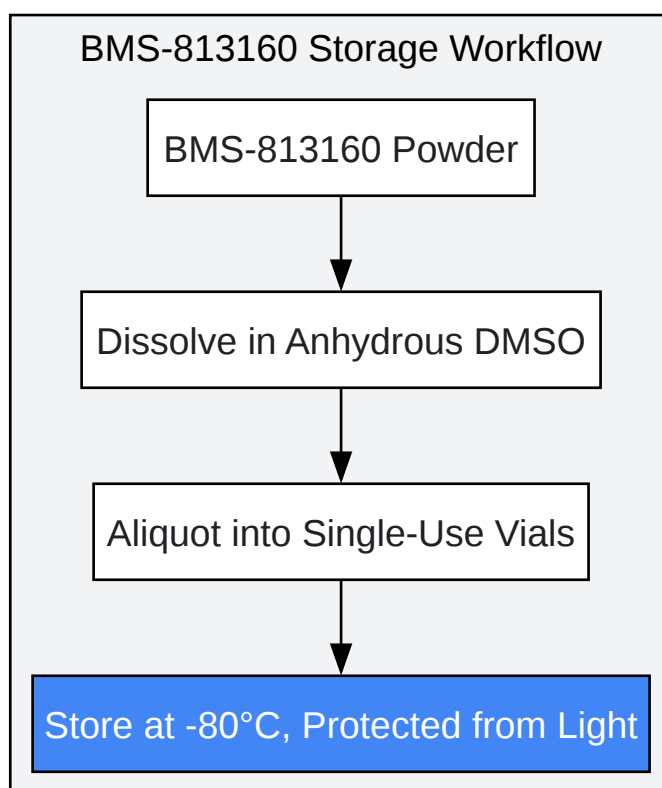 BMS-813160 Storage Workflow
BMS-813160 Powder
Dissolve in Anhydrous DMSO
Aliquot into Single-Use Vials
Store at -80°C, Protected from Light